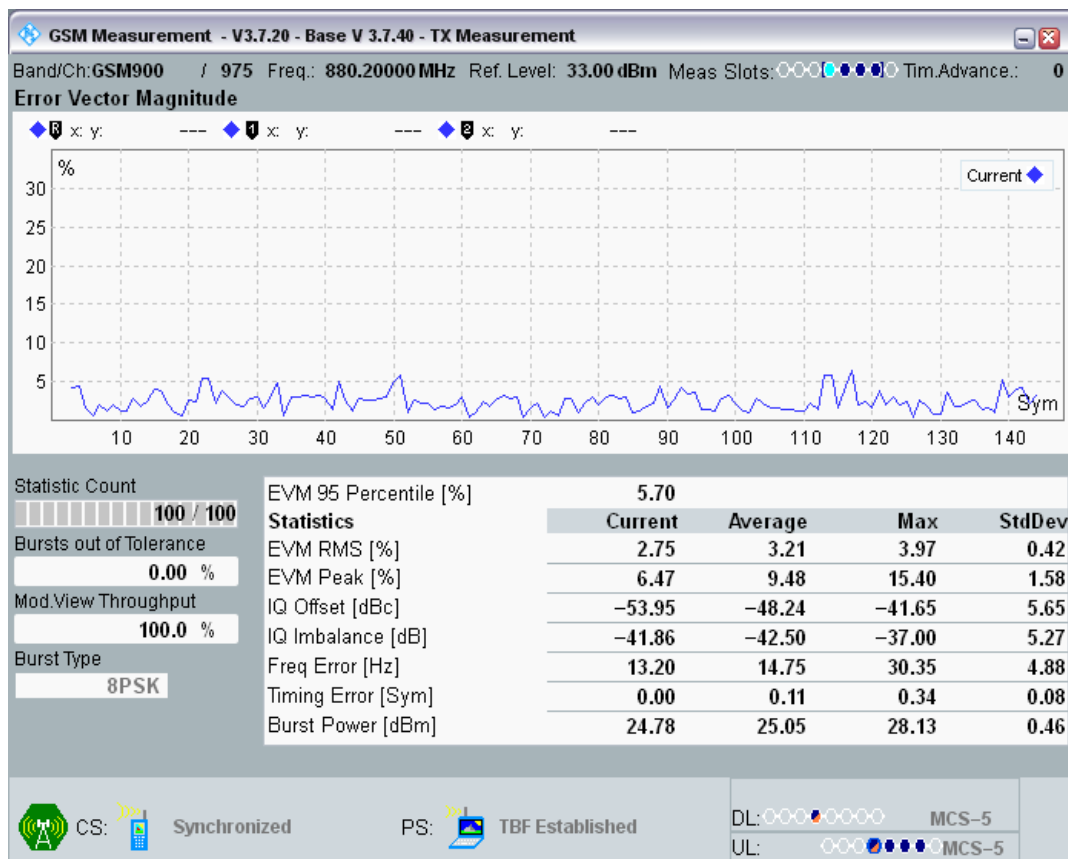 GSM Measurement - V3.7.20 - Base V 3.7.40 - TX Measurement
Band/Ch:GSM900 / 975 Freq.: 880.20000 MHz Ref. Level: 33.00 dBm Meas Slots: Tim.Advance.: 0
Error Vector Magnitude
R x: y: --- 1 x: y: --- 2 x: y: ---
%
Current
30
25
20
15
10
5
Sym
10 20 30 40 50 60 70 80 90 100 110 120 130 140
Statistic Count
100 / 100
Bursts out of Tolerance
0.00 %
Mod.View Throughput
100.0 %
Burst Type
8PSK
EVM 95 Percentile [%] 5.70
Statistics Current Average Max StdDev
EVM RMS [%] 2.75 3.21 3.97 0.42
EVM Peak [%] 6.47 9.48 15.40 1.58
IQ Offset [dBc] −53.95 −48.24 −41.65 5.65
IQ Imbalance [dB] −41.86 −42.50 −37.00 5.27
Freq Error [Hz] 13.20 14.75 30.35 4.88
Timing Error [Sym] 0.00 0.11 0.34 0.08
Burst Power [dBm] 24.78 25.05 28.13 0.46
CS: Synchronized PS: TBF Established
DL: MCS−5
UL: MCS−5